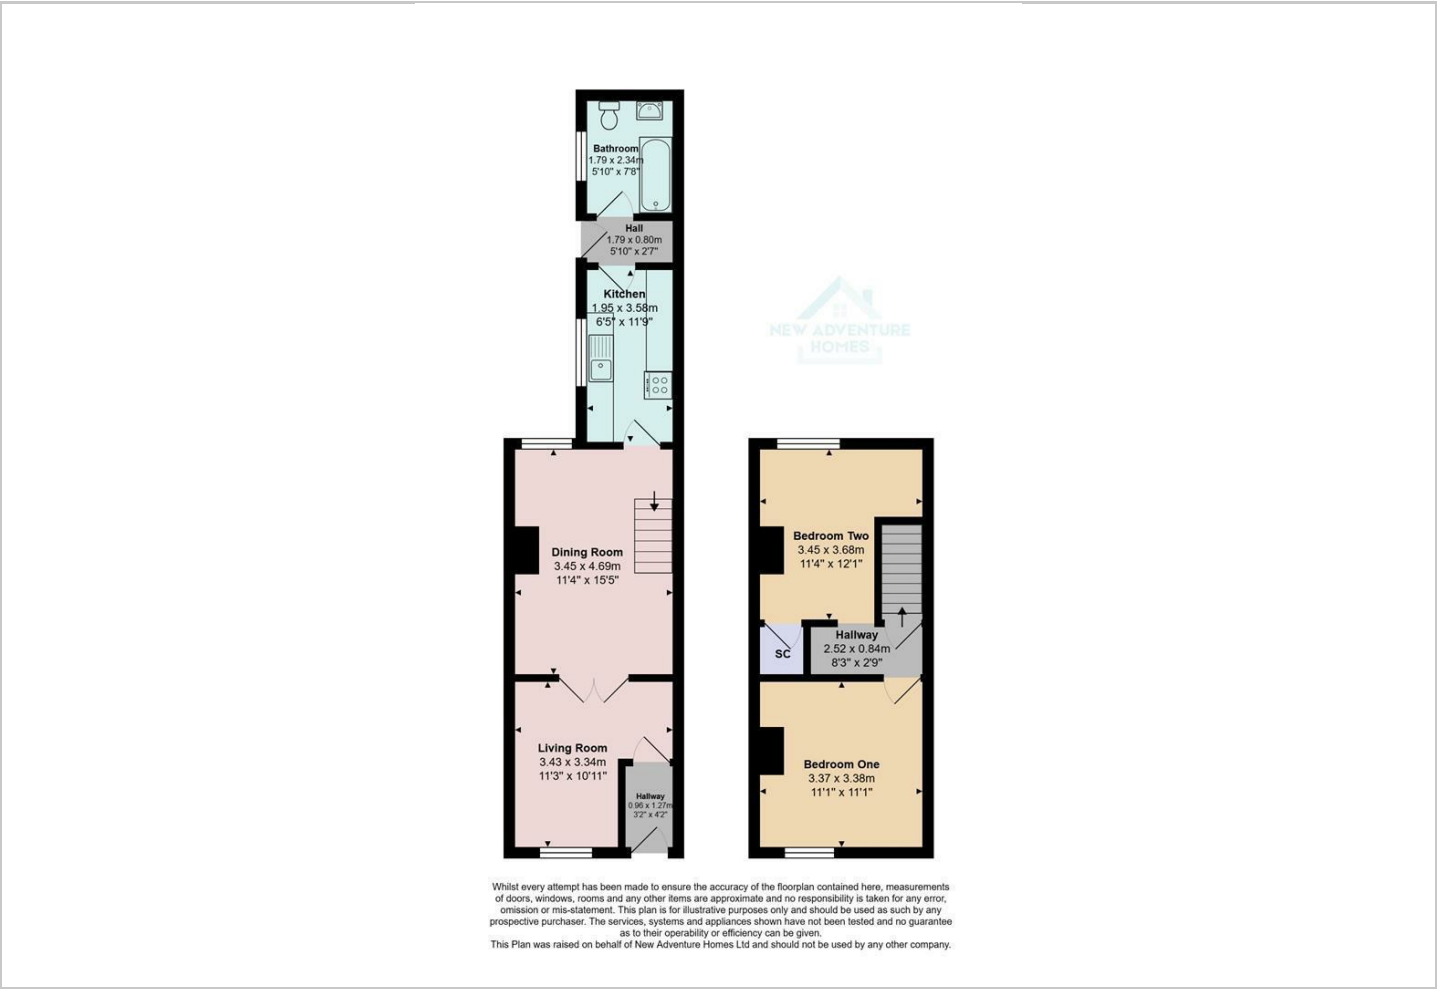 Bathroom
1.79 x 2.34m
5'10" x 7'8"
Hall
1.79 x 0.80m
5'10" x 2'7"
Kitchen
1.95 x 3.58m
6'5" x 11'9"
NEW ADVENTURE
HOMES
Dining Room
3.45 x 4.69m
11'4" x 15'5"
Living Room
3.43 x 3.34m
11'3" x 10'11"
Hallway
0.96 x 1.27m
3'2" x 4'2"
Bedroom Two
3.45 x 3.68m
11'4" x 12'1"
Hallway
2.52 x 0.84m
8'3" x 2'9"
SC
Bedroom One
3.37 x 3.38m
11'1" x 11'1"
Whilst every attempt has been made to ensure the accuracy of the floorplan contained here, measurements
of doors, windows, rooms and any other items are approximate and no responsibility is taken for any error,
omission or mis-statement. This plan is for illustrative purposes only and should be used as such by any
prospective purchaser. The services, systems and appliances shown have not been tested and no guarantee
as to their operability or efficiency can be given.
This Plan was raised on behalf of New Adventure Homes Ltd and should not be used by any other company.